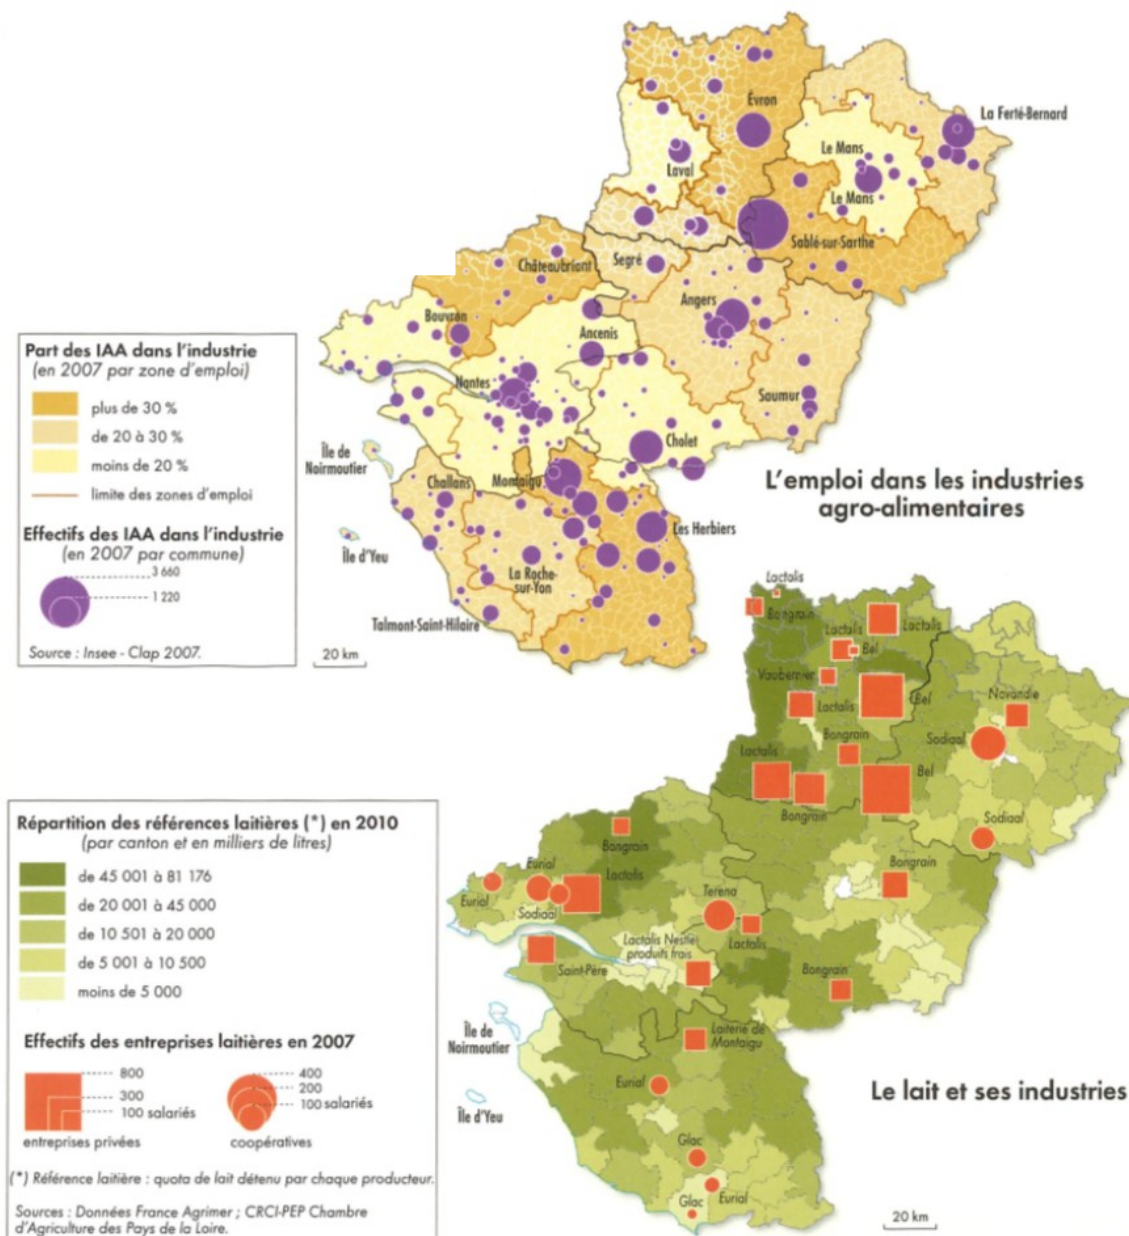 Évron
La Ferté-Bernard
Le Mans
Laval
Le Mans
Sablé-sur-Sarthe
Châteaubriant
Segré
Angers
Bouvron
Ancenis
Nantes
Saumur
Cholet
Île de
Noirmoutier
Challans
Montaigu
Les Herbiers
Île d'Yeu
La Roche-
sur-Yon
Talmont-Saint-Hilaire
20 km
Part des IAA dans l'industrie
(en 2007 par zone d'emploi)
plus de 30 %
de 20 à 30 %
moins de 20 %
limite des zones d'emploi
Effectifs des IAA dans l'industrie
(en 2007 par commune)
3 660
1 220
Source : Insee - Clap 2007.
L'emploi dans les industries
agro-alimentaires
Lactalis
Bongrain
Lactalis
Lactalis
Bel
Vaubernier
Lactalis
Bel
Novandie
Bongrain
Sodiaal
Lactalis
Bel
Bongrain
Sodiaal
Bongrain
Bongrain
Eurial
Lactalis
Eurial
Sodiaal
Terena
Lactalis
Lactalis Nestlé
produits frais
Saint-Père
Bongrain
Île de
Noirmoutier
Laiterie de
Montaigu
Eurial
Île d'Yeu
Glac
Eurial
Glac
20 km
Le lait et ses industries
Répartition des références laitières (*) en 2010
(par canton et en milliers de litres)
de 45 001 à 81 176
de 20 001 à 45 000
de 10 501 à 20 000
de 5 001 à 10 500
moins de 5 000
Effectifs des entreprises laitières en 2007
800
300
100 salariés
entreprises privées
400
200
100 salariés
coopératives
(*) Référence laitière : quota de lait détenu par chaque producteur.
Sources : Données France Agrimer ; CRCI-PEP Chambre
d'Agriculture des Pays de la Loire.